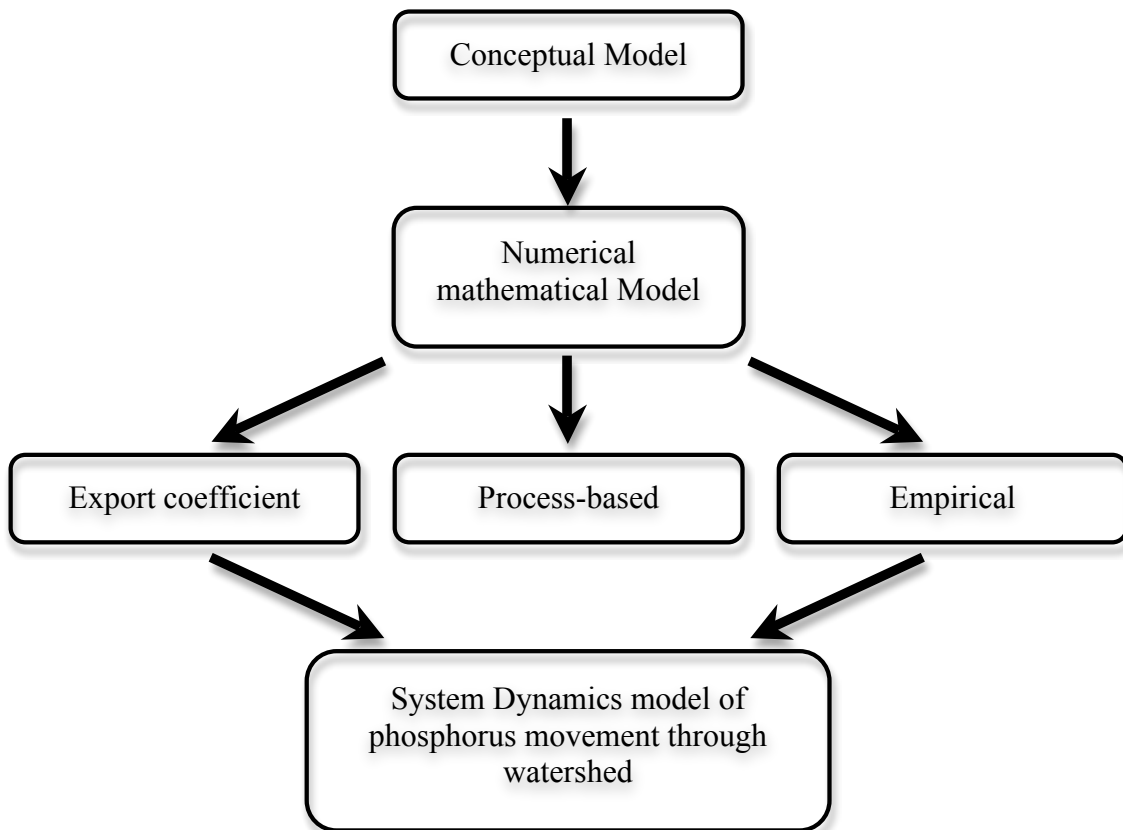 Conceptual Model
Numerical
mathematical Model
Export coefficient
Process-based
Empirical
System Dynamics model of
phosphorus movement through
watershed